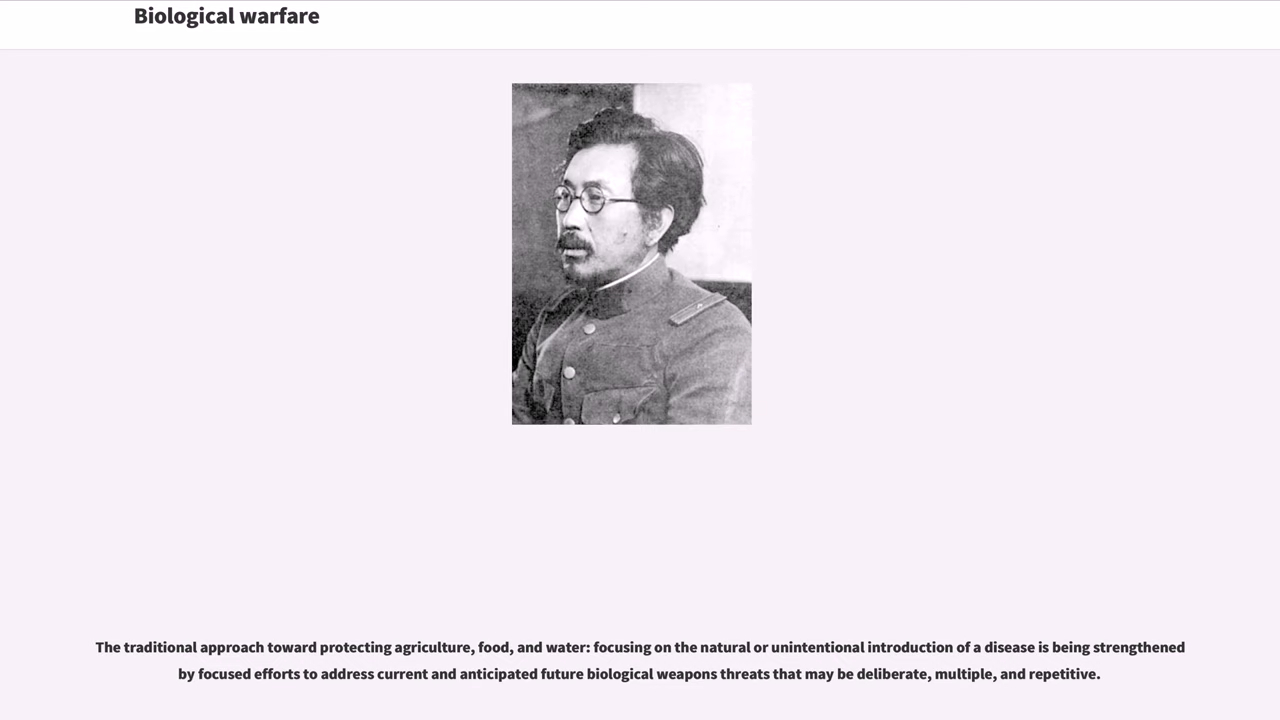 Biological warfare
The traditional approach toward protecting agriculture, food, and water: focusing on the natural or unintentional introduction of a disease is being strengthened
by focused efforts to address current and anticipated future biological weapons threats that may be deliberate, multiple, and repetitive.